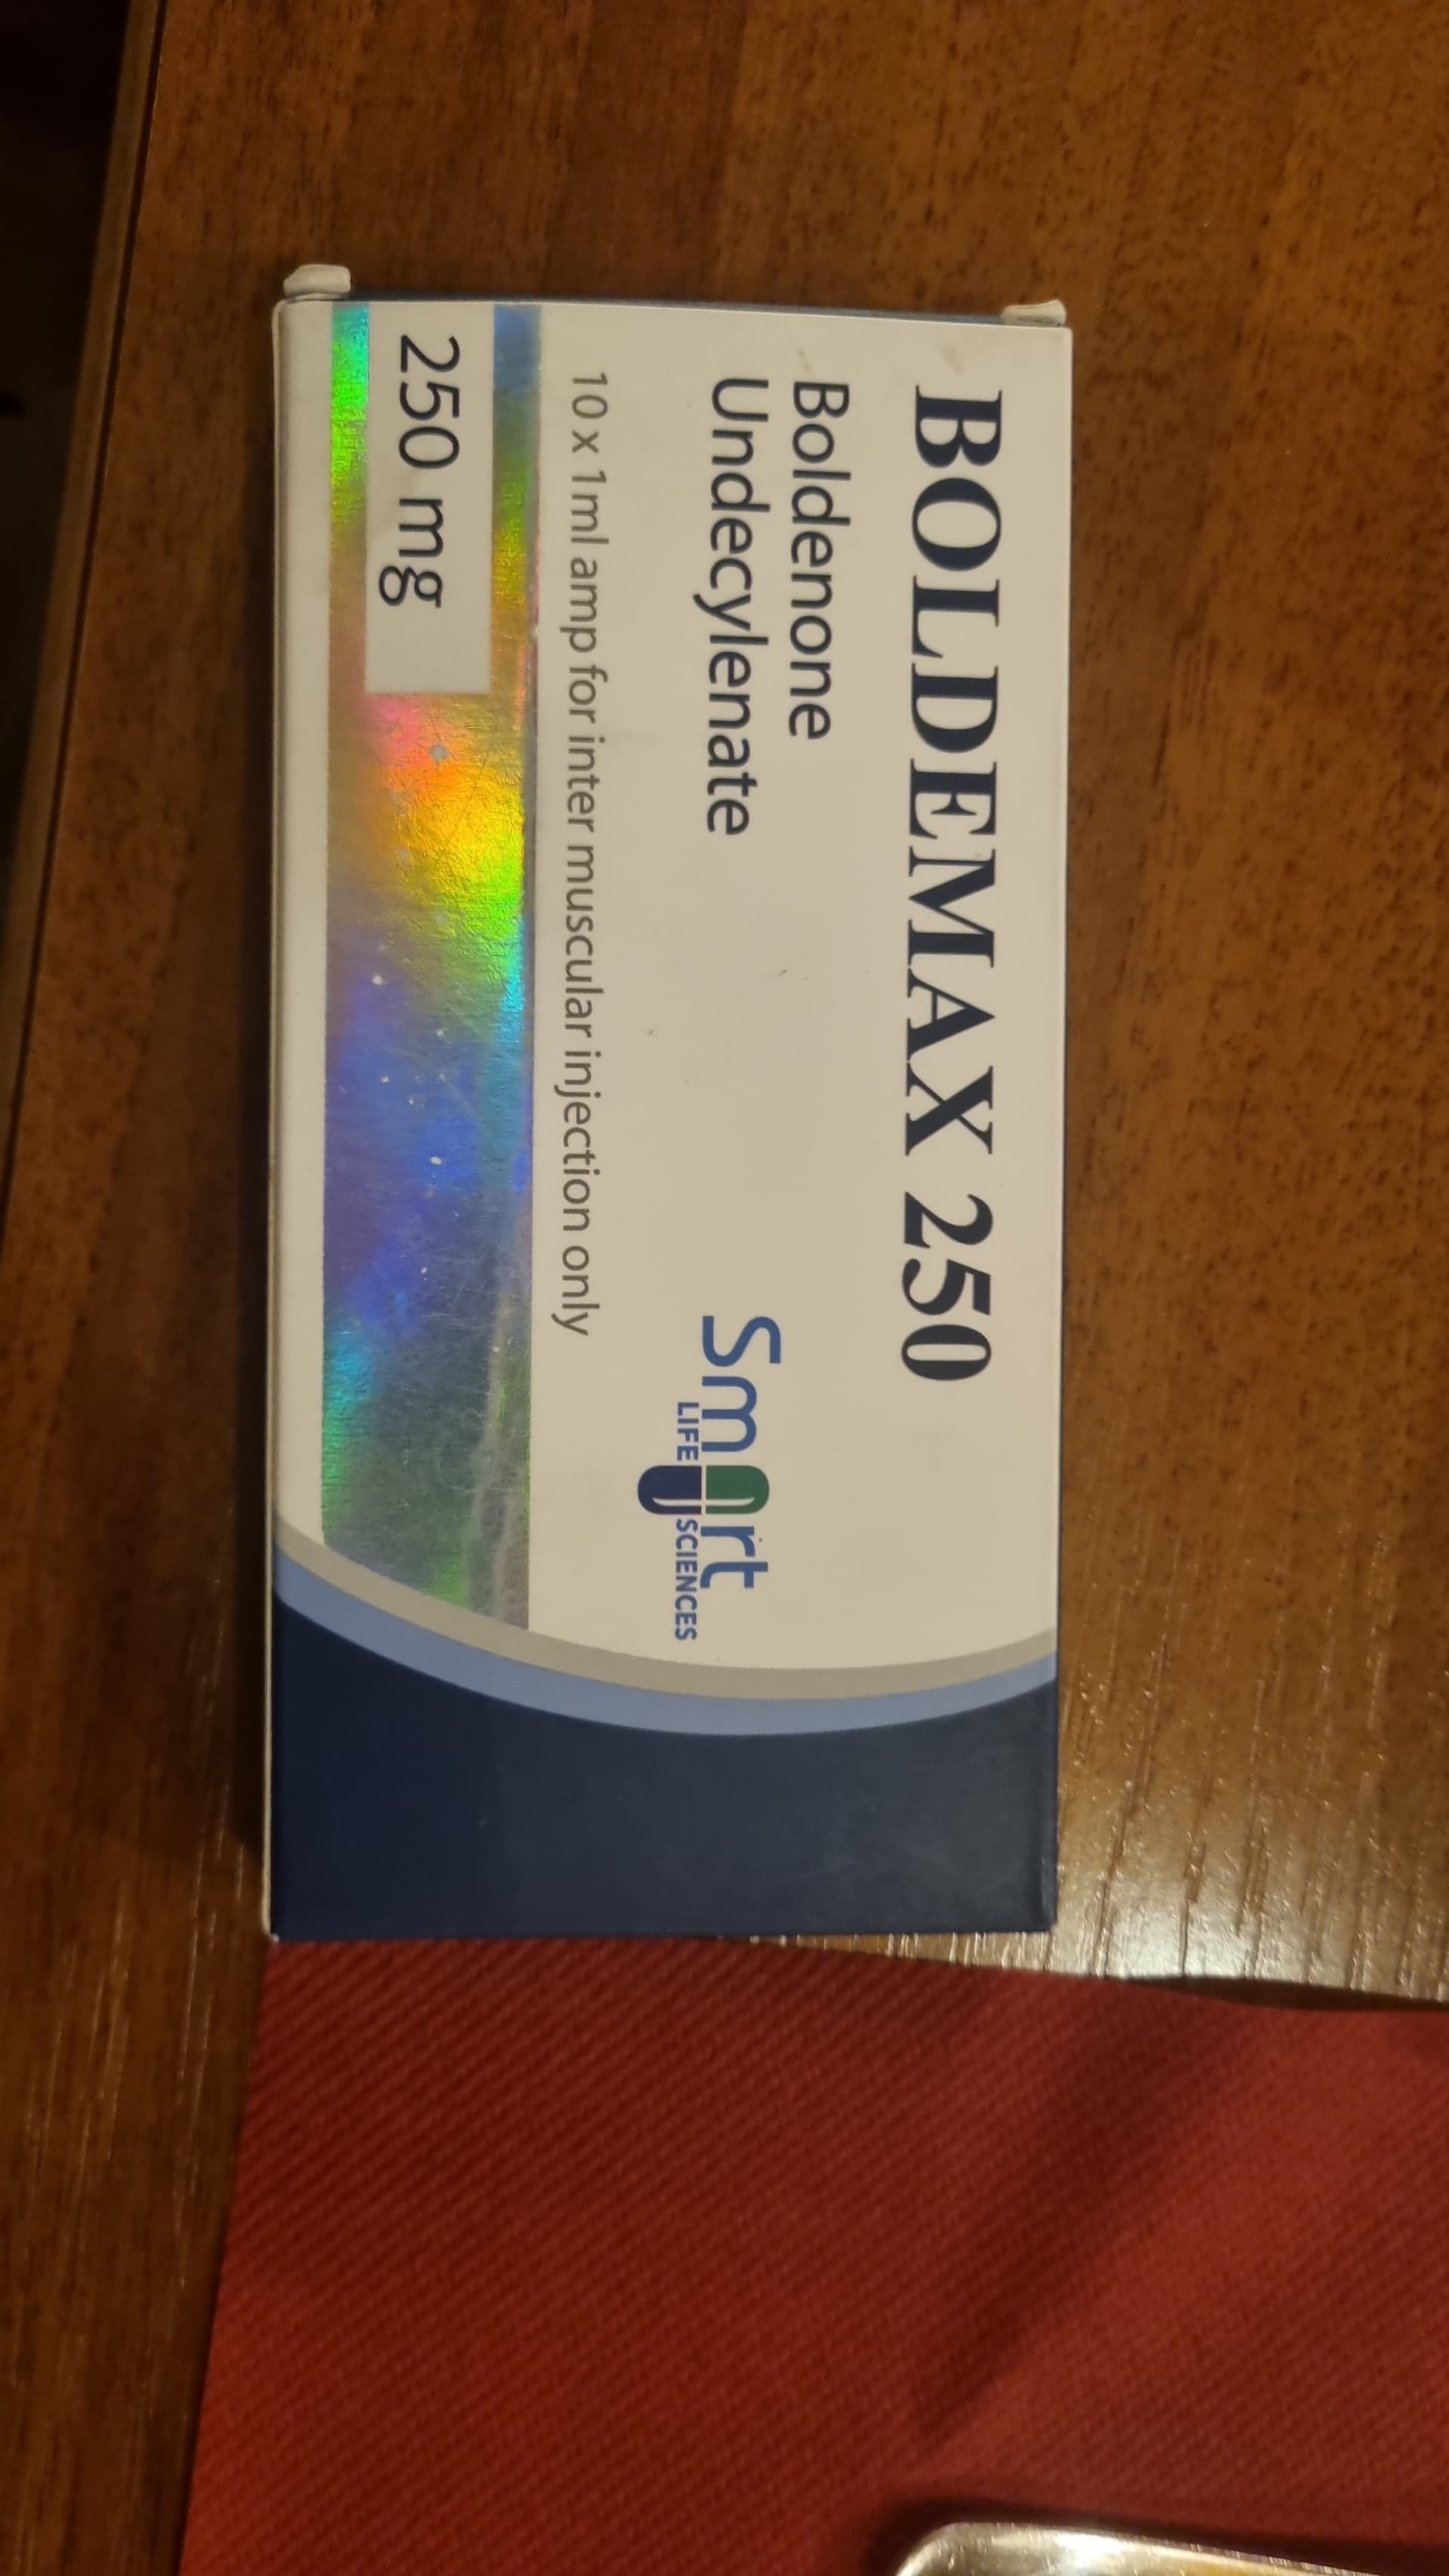 BOLDEMAX 250
Boldenone
Undecylenate
Smart
LIFE SCIENCES
10 x 1ml amp for inter muscular injection only
250 mg